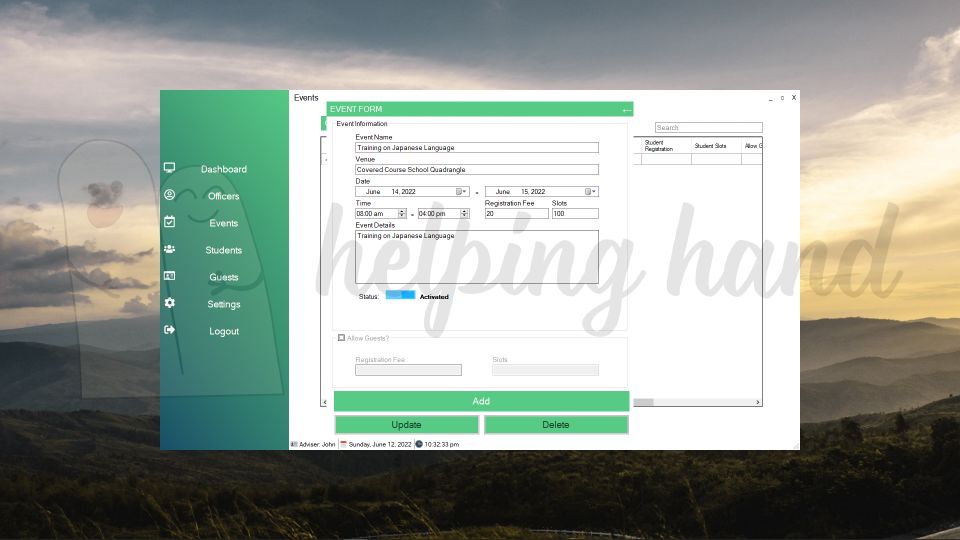 Events
_ ▫ X
EVENT FORM
←
Search
Event Information
Event Name
Training on Japanese Language
Venue
Covered Course School Quadrangle
Date
June 14, 2022 - June 15, 2022
Time
08:00 am - 04:00 pm
Registration Fee
20
Slots
100
Event Details
Training on Japanese Language
Status: Activated
Allow Guests?
Registration Fee
Slots
Add
Update
Delete
Student Registration
Student Slots
Allow G
Dashboard
Officers
Events
Students
Guests
Settings
Logout
Adviser: John
Sunday, June 12, 2022
10:32:33 pm
helping hand